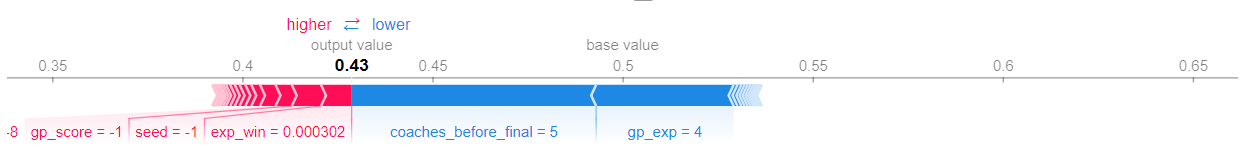 higher ⇄ lower
output value base value
0.35 0.4 0.43 0.45 0.5 0.55 0.6 0.65
-8 gp_score = -1 seed = -1 exp_win = 0.000302 coaches_before_final = 5 gp_exp = 4